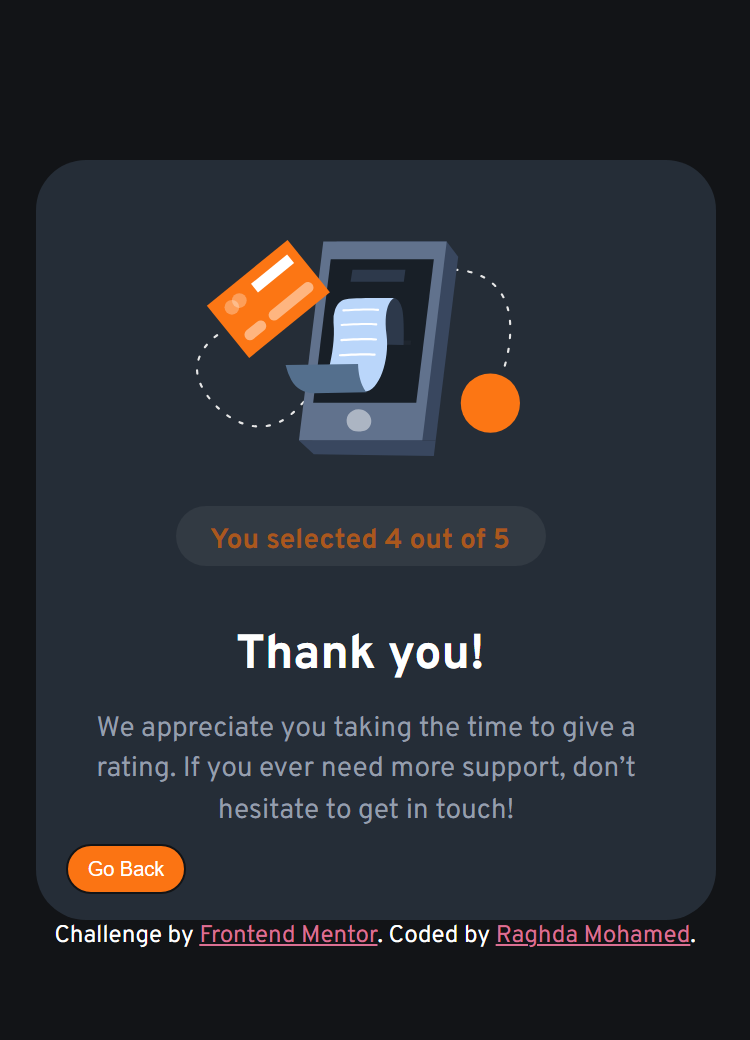 You selected 4 out of 5
Thank you!
We appreciate you taking the time to give a
rating. If you ever need more support, don’t
hesitate to get in touch!
Go Back
Challenge by Frontend Mentor. Coded by Raghda Mohamed.